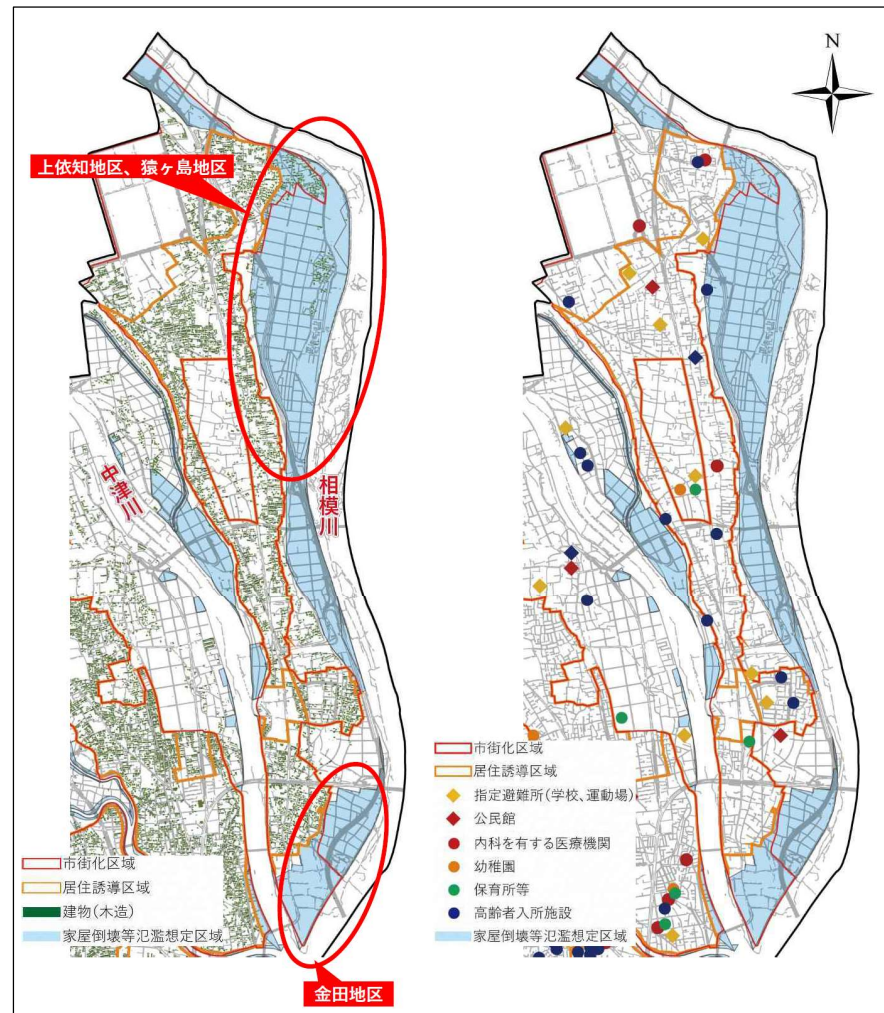 上依知地区、猿ヶ島地区
中津川
相模川
市街化区域
居住誘導区域
建物(木造)
家屋倒壊等氾濫想定区域
金田地区
N
市街化区域
居住誘導区域
指定避難所(学校、運動場)
公民館
内科を有する医療機関
幼稚園
保育所等
高齢者入所施設
家屋倒壊等氾濫想定区域